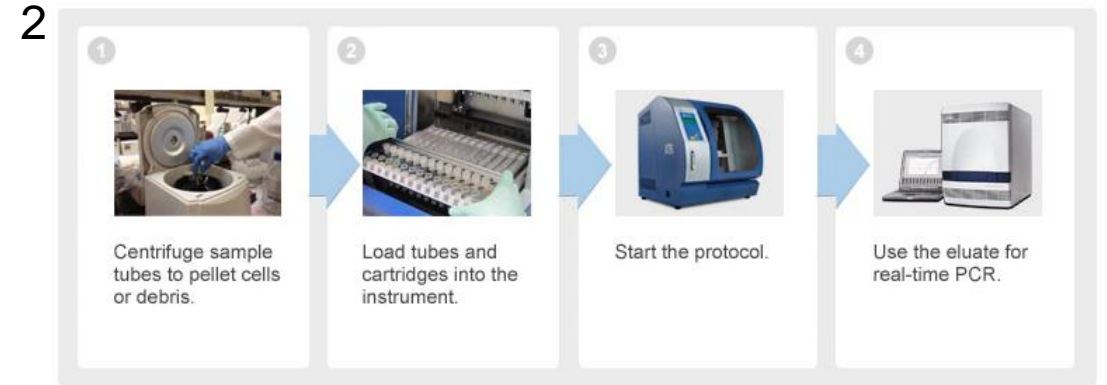 2
1
2
3
4
Centrifuge sample
tubes to pellet cells
or debris.
Load tubes and
cartridges into the
instrument.
Start the protocol.
Use the eluate for
real-time PCR.